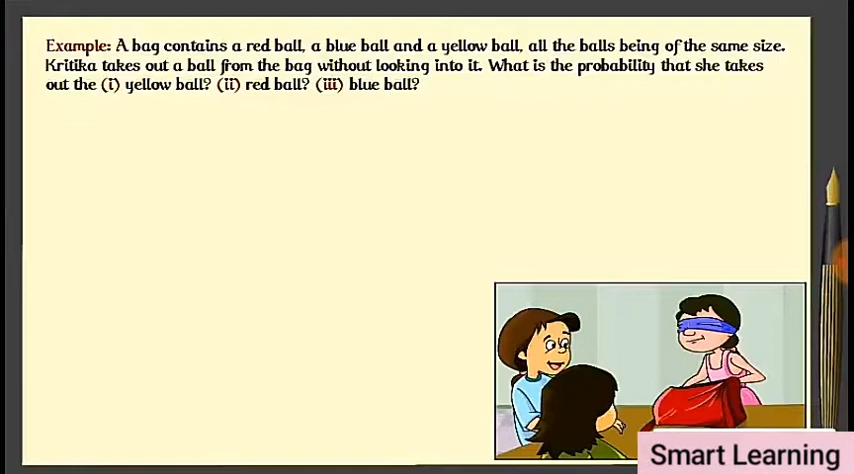 Example: A bag contains a red ball, a blue ball and a yellow ball, all the balls being of the same size.
Kritika takes out a ball from the bag without looking into it. What is the probability that she takes
out the (i) yellow ball? (ii) red ball? (iii) blue ball?
Smart Learning